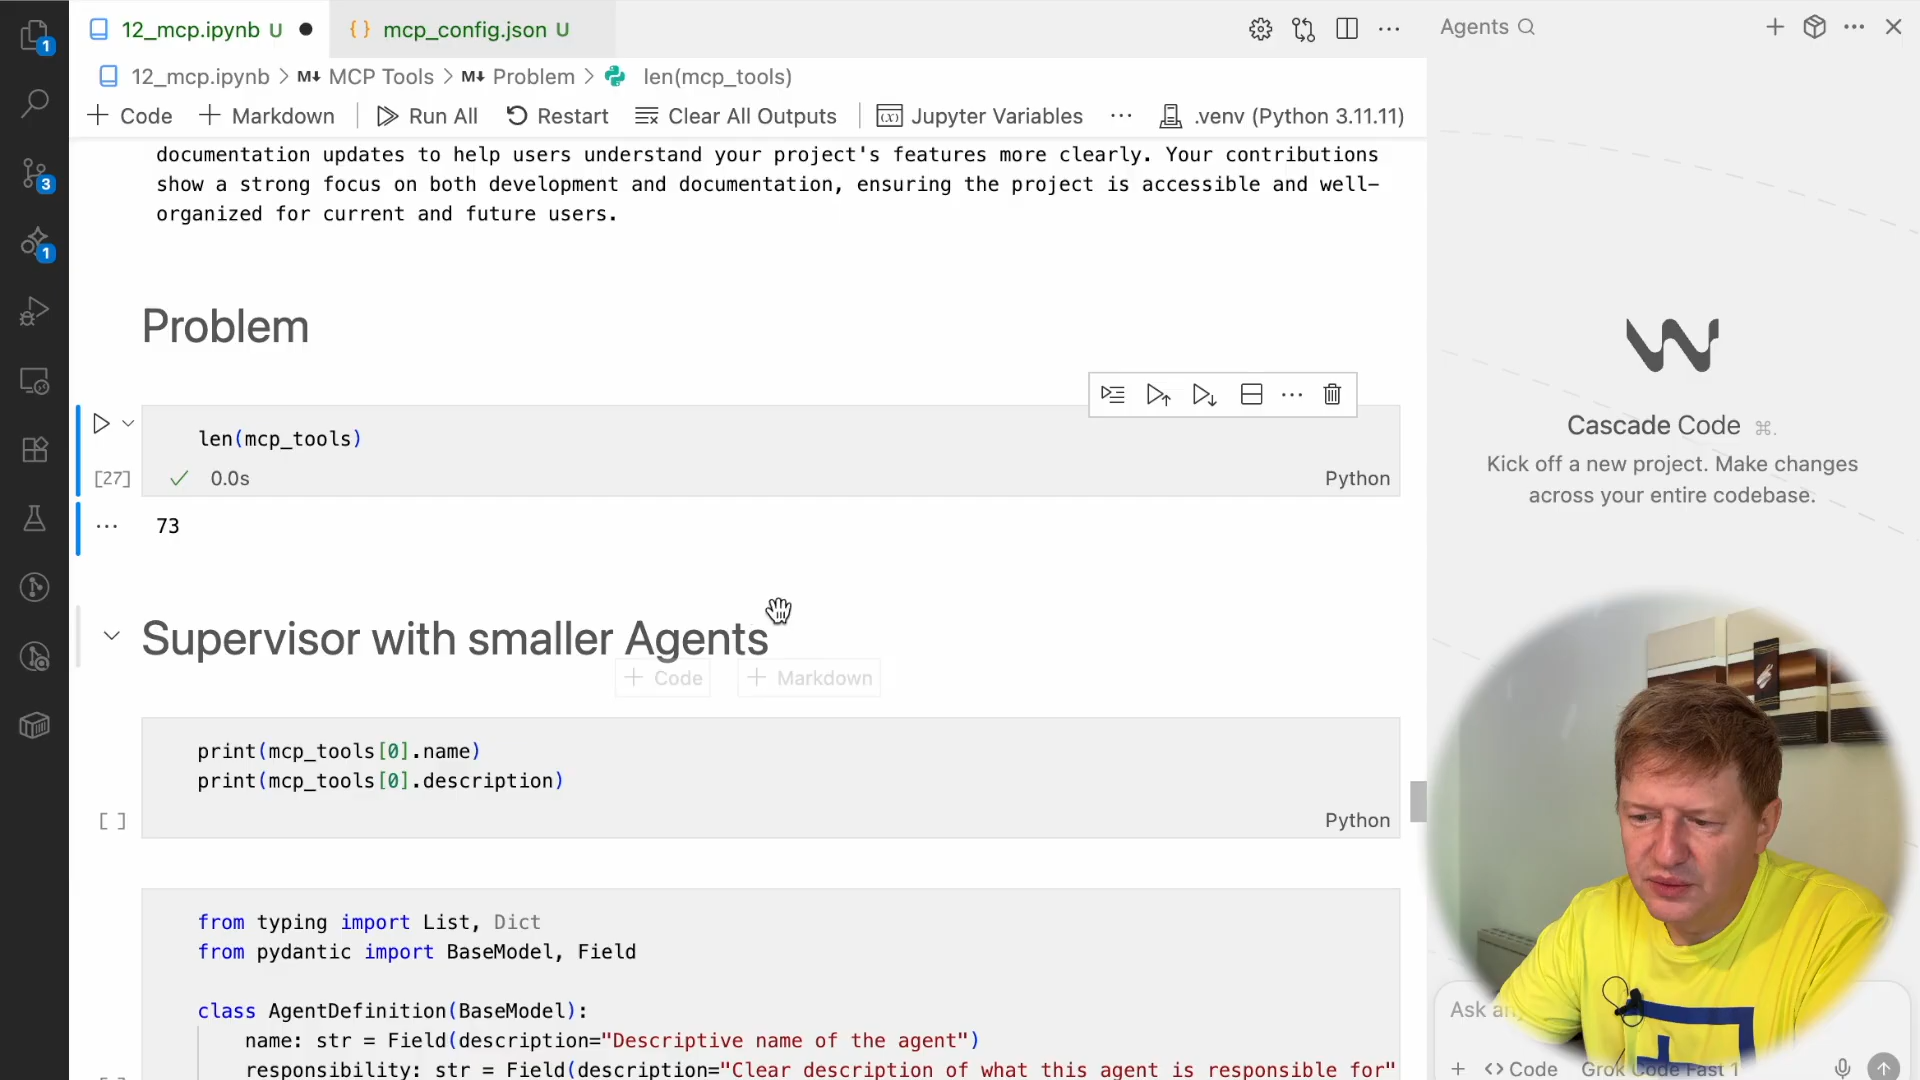 12_mcp.ipynb U
mcp_config.json U
Agents
1
12_mcp.ipynb > M↓ MCP Tools > M↓ Problem > len(mcp_tools)
+ Code + Markdown Run All Restart Clear All Outputs Jupyter Variables ... .venv (Python 3.11.11)
documentation updates to help users understand your project's features more clearly. Your contributions
show a strong focus on both development and documentation, ensuring the project is accessible and well-
organized for current and future users.
3
1
Problem
len(mcp_tools)
[27] 0.0s Python
73
Supervisor with smaller Agents
+ Code + Markdown
print(mcp_tools[0].name)
print(mcp_tools[0].description)
[ ] Python
from typing import List, Dict
from pydantic import BaseModel, Field
class AgentDefinition(BaseModel):
name: str = Field(description="Descriptive name of the agent")
responsibility: str = Field(description="Clear description of what this agent is responsible for"
Cascade Code ⌘.
Kick off a new project. Make changes
across your entire codebase.
Ask
+ <> Code Grok Code Fast 1